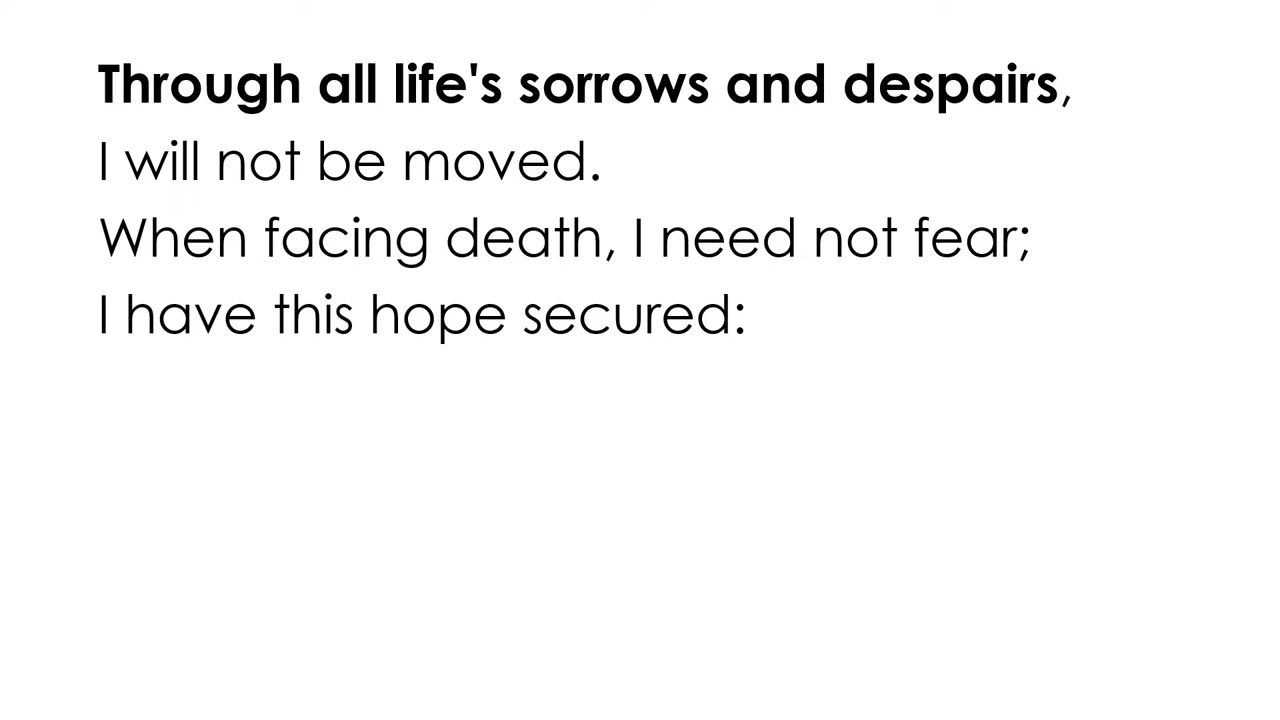 Through all life's sorrows and despairs,
I will not be moved.
When facing death, I need not fear;
I have this hope secured: